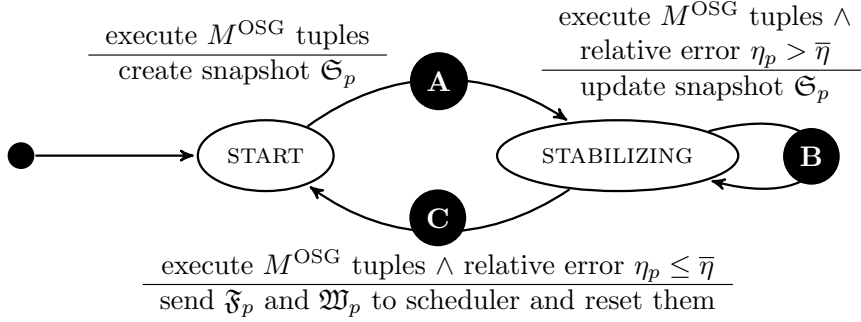 execute M^OSG tuples
create snapshot 𝔖_p
A
execute M^OSG tuples ∧
relative error η_p > η̅
update snapshot 𝔖_p
START
STABILIZING
B
C
execute M^OSG tuples ∧ relative error η_p ≤ η̅
send 𝔉_p and 𝔚_p to scheduler and reset them